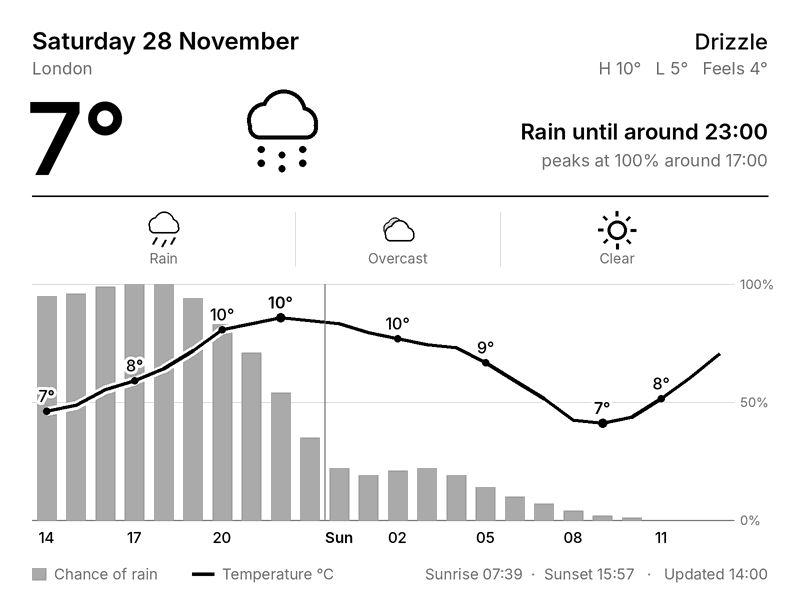 Saturday 28 November
Drizzle
London
H 10° L 5° Feels 4°
7°
Rain until around 23:00
peaks at 100% around 17:00
Rain
Overcast
Clear
100%
50%
0%
7°
8°
10°
10°
10°
9°
7°
8°
14 17 20 Sun 02 05 08 11
Chance of rain
Temperature °C
Sunrise 07:39 · Sunset 15:57 · Updated 14:00